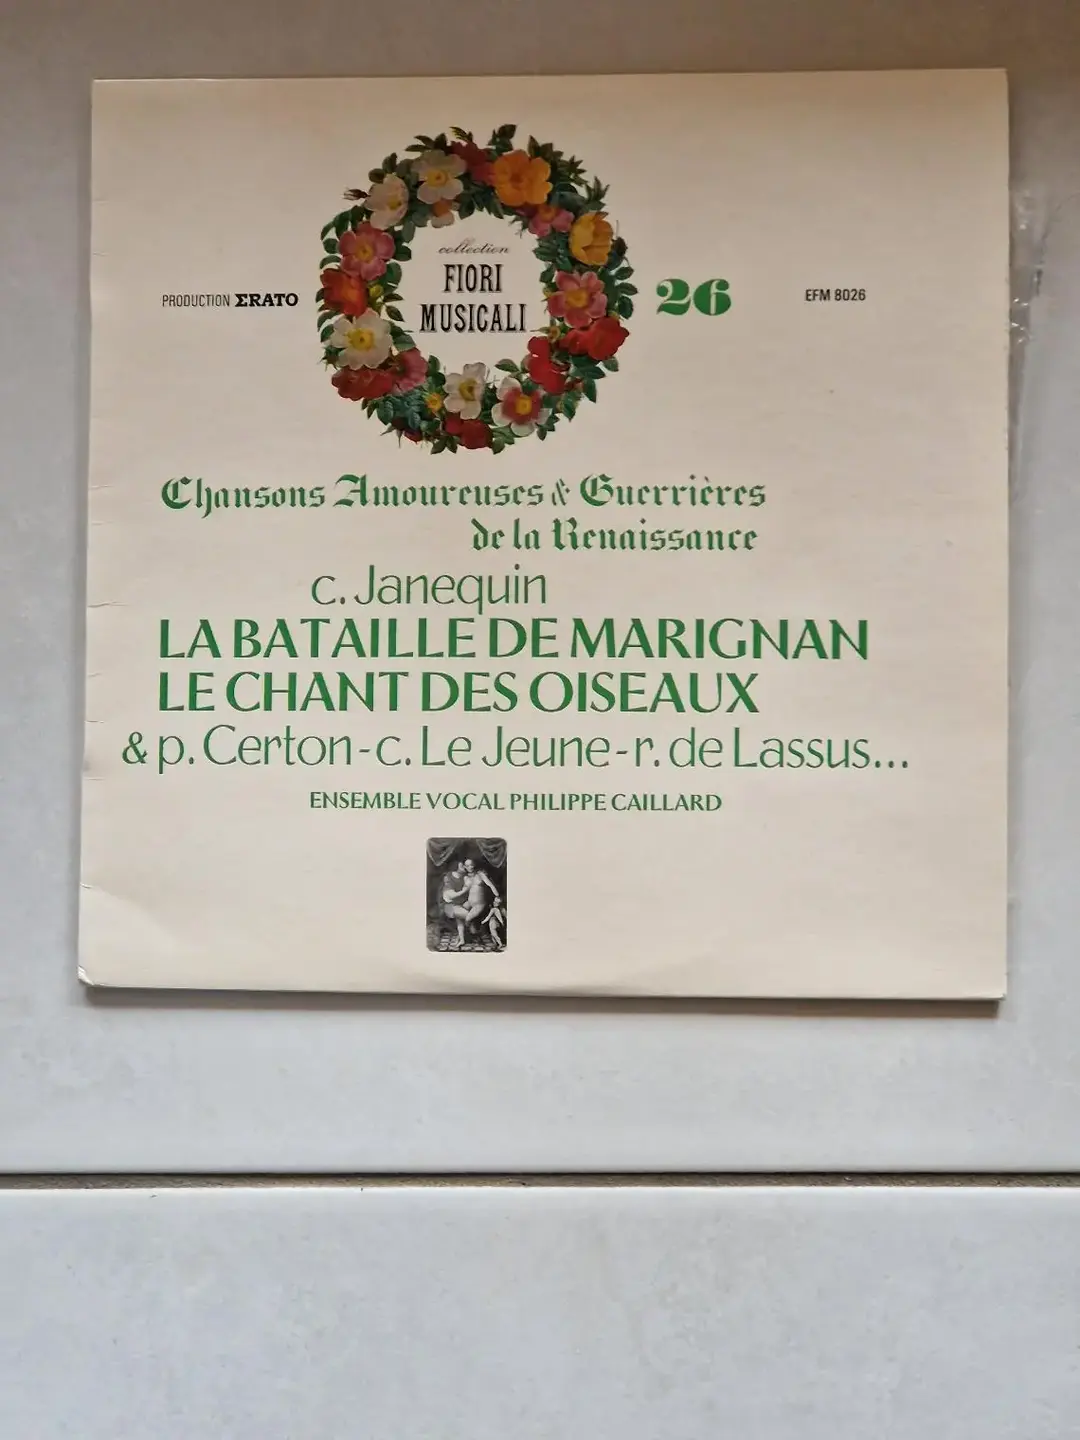 collection
FIORI
MUSICALI
PRODUCTION ΣRATO
26
EFM 8026
Chansons Amoureuses & Guerrières
de la Renaissance
c. Janequin
LA BATAILLE DE MARIGNAN
LE CHANT DES OISEAUX
& p. Certon - c. Le Jeune - r. de Lassus...
ENSEMBLE VOCAL PHILIPPE CAILLARD